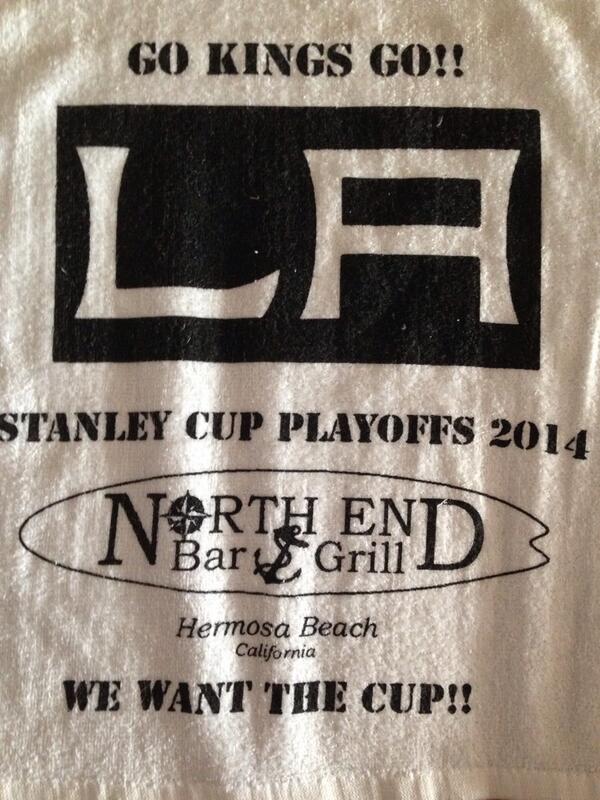 GO KINGS GO!!
LA
STANLEY CUP PLAYOFFS 2014
NORTH END
Bar & Grill
Hermosa Beach
California
WE WANT THE CUP!!